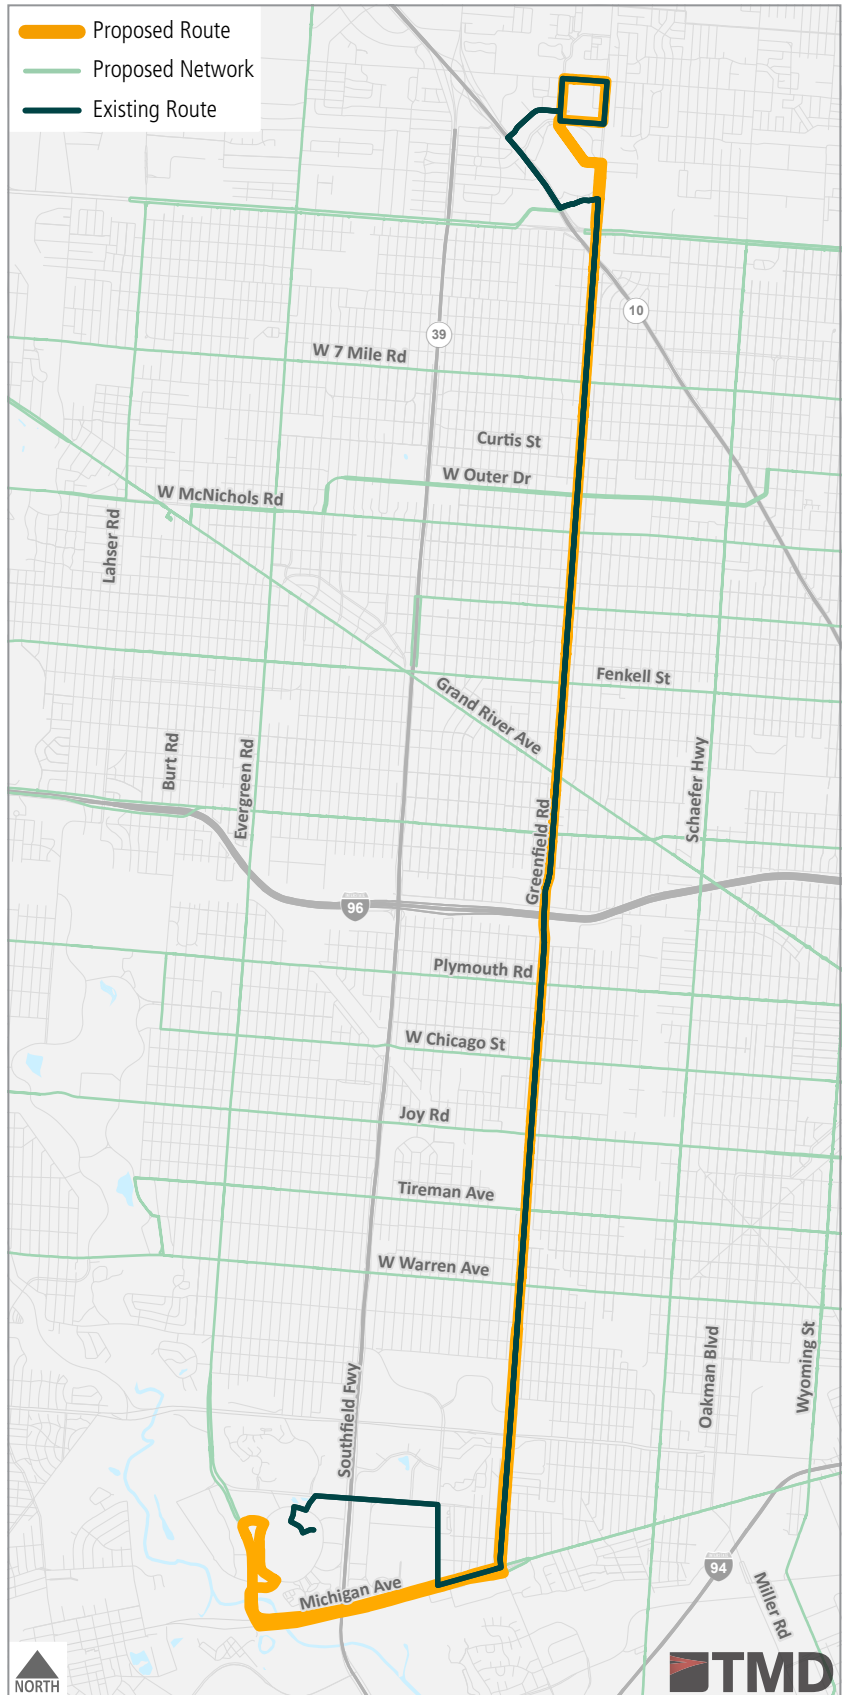 Proposed Route
Proposed Network
Existing Route
39
10
W 7 Mile Rd
Curtis St
W Outer Dr
W McNichols Rd
Lahser Rd
Fenkell St
Grand River Ave
Burt Rd
Evergreen Rd
Schaefer Hwy
Greenfield Rd
96
Plymouth Rd
W Chicago St
Joy Rd
Tireman Ave
W Warren Ave
Oakman Blvd
Wyoming St
Southfield Fwy
Michigan Ave
94
Miller Rd
NORTH
TMD